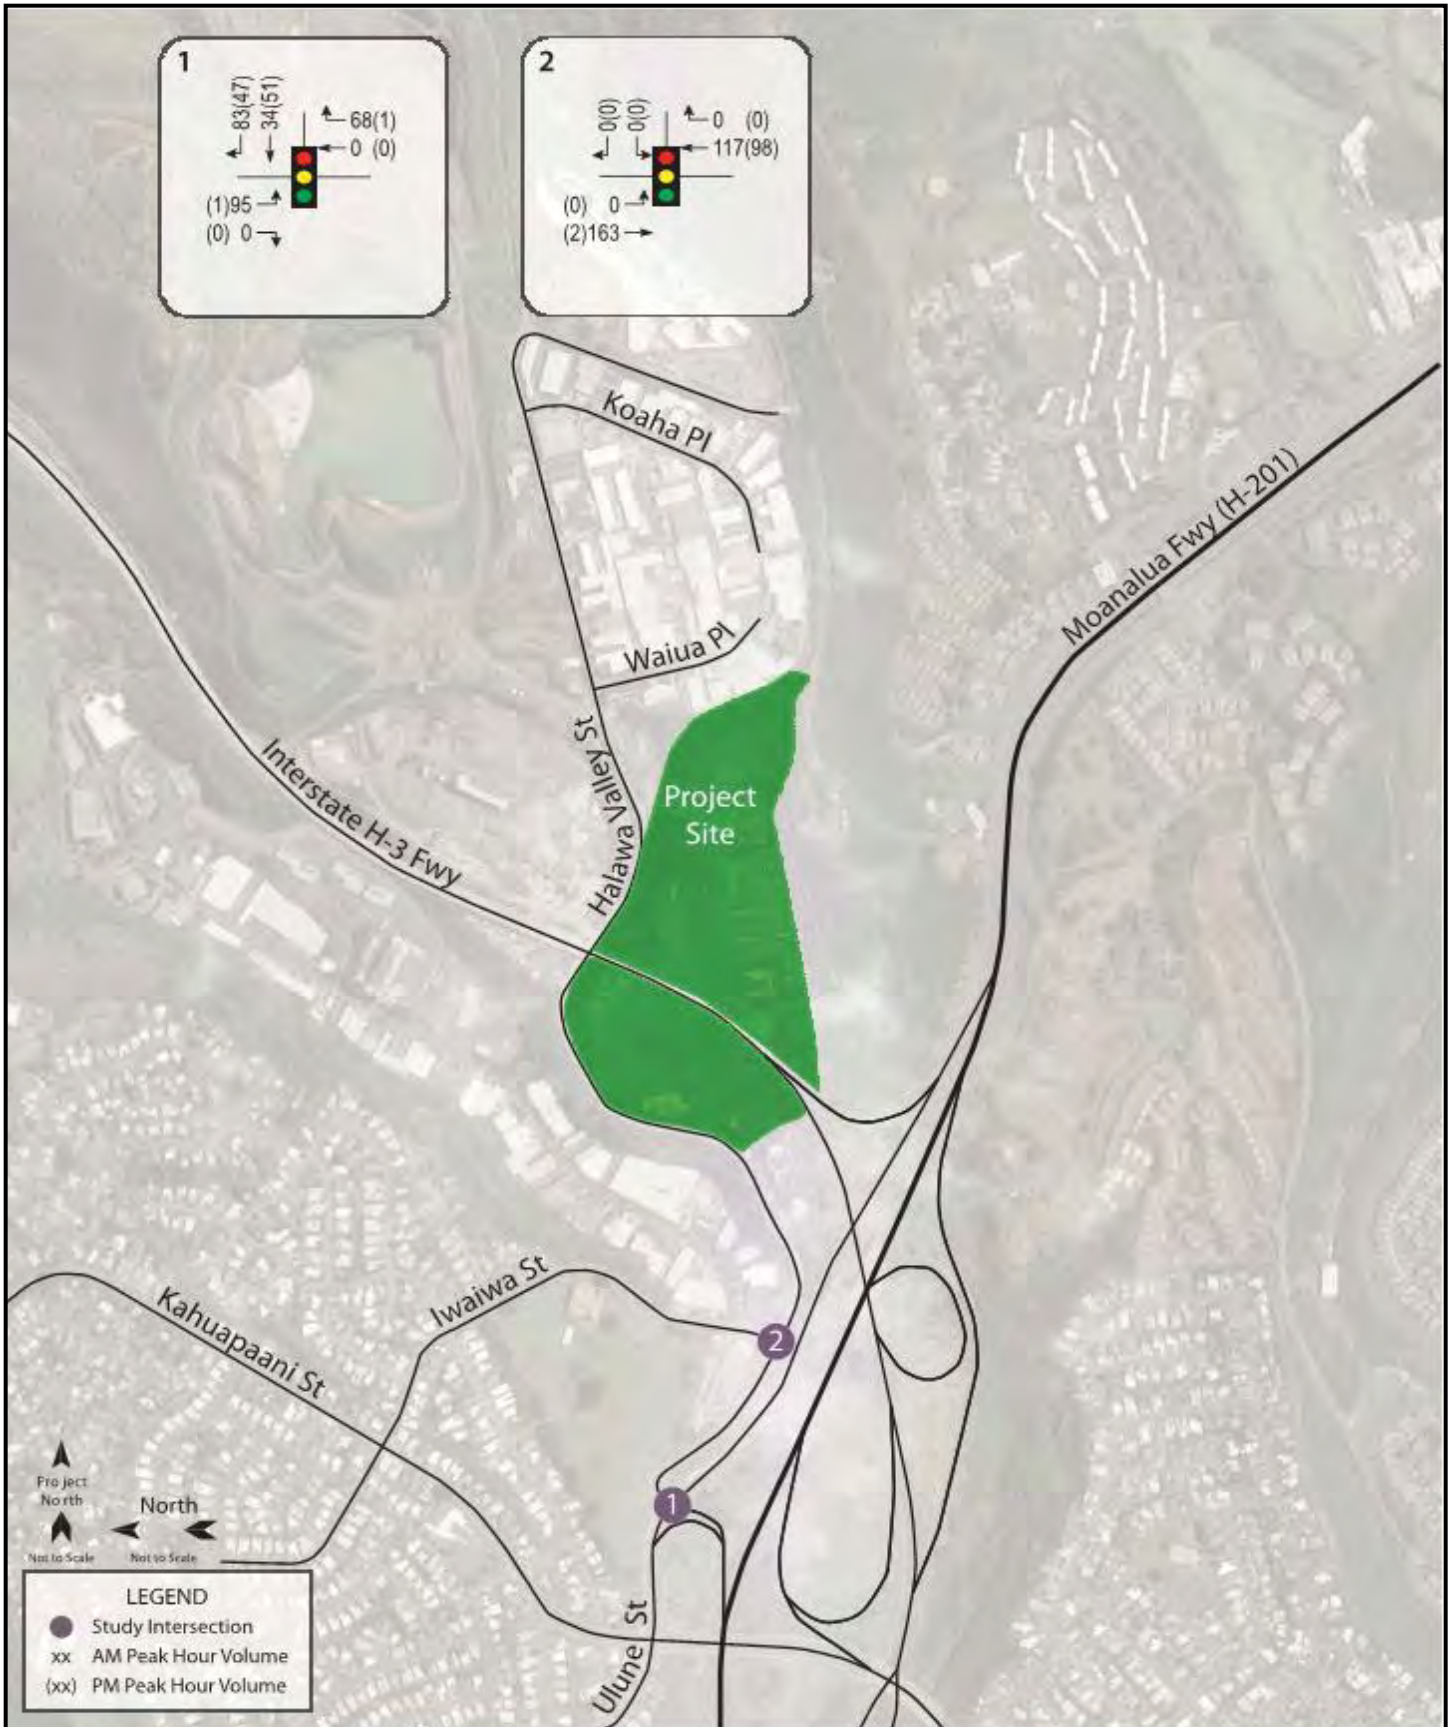 1
83(47)
34(51)
68(1)
0 (0)
(1)95
(0) 0
2
0(0)
0(0)
0 (0)
117(98)
(0) 0
(2)163
Koaha Pl
Moanalua Fwy (H-201)
Waiua Pl
Halawa Valley St
Interstate H-3 Fwy
Project
Site
Iwaiwa St
Kahuapaani St
2
1
Ulune St
Project
North
Not to Scale
North
Not to Scale
LEGEND
Study Intersection
xx AM Peak Hour Volume
(xx) PM Peak Hour Volume